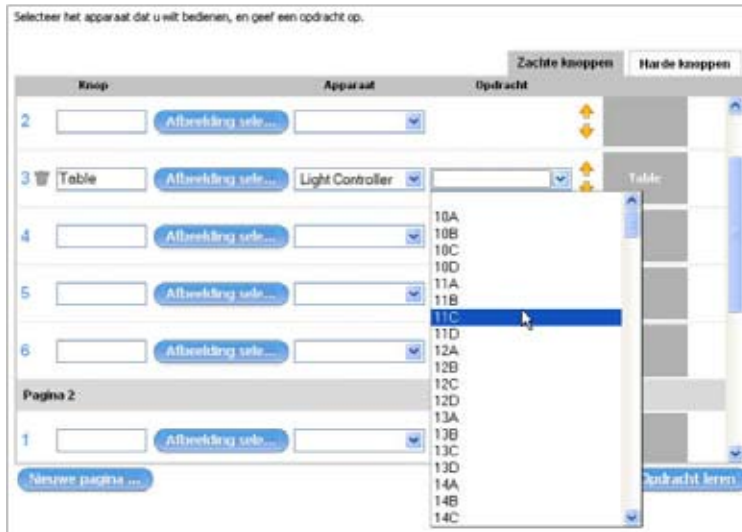 Selecteer het apparaat dat u wilt bedienen, en geef een opdracht op.
Zachte knoppen Harde knoppen
Knop Apparaat Opdracht
2 Afbeelding sele...
3 Table Afbeelding sele... Light Controller Table
10A
10B
10C
10D
4 Afbeelding sele...
11A
11B
5 Afbeelding sele...
11C
11D
12A
6 Afbeelding sele...
12B
12C
12D
Pagina 2
13A
13B
1 Afbeelding sele...
13C
13D
14A
Nieuwe pagina ... Opdracht leren
14B
14C